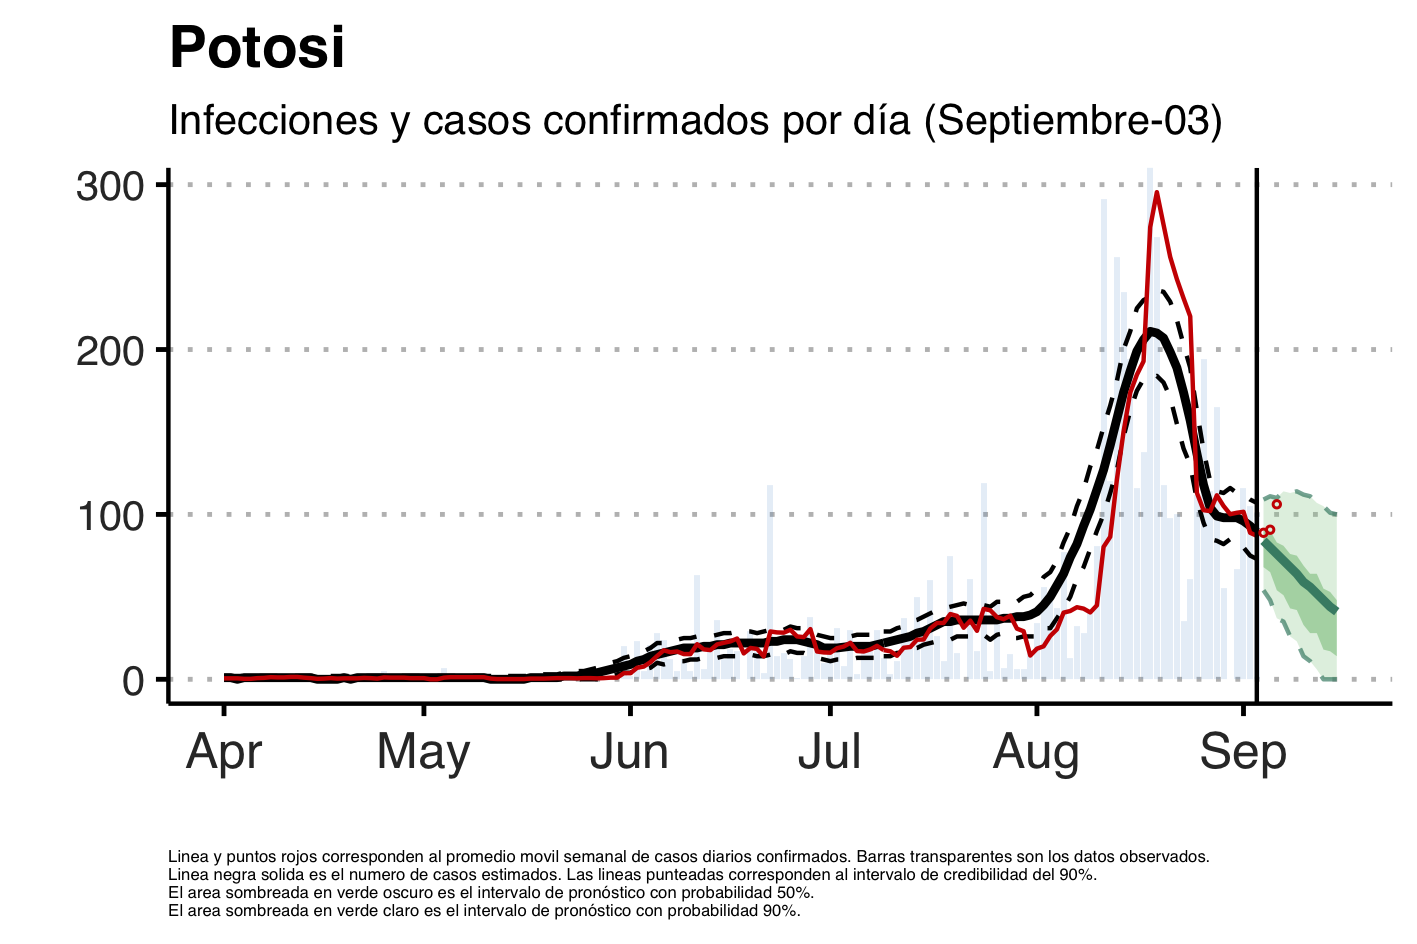 Potosi
Infecciones y casos confirmados por día (Septiembre-03)
300
200
100
0
Apr May Jun Jul Aug Sep
Linea y puntos rojos corresponden al promedio movil semanal de casos diarios confirmados. Barras transparentes son los datos observados.
Linea negra solida es el numero de casos estimados. Las lineas punteadas corresponden al intervalo de credibilidad del 90%.
El area sombreada en verde oscuro es el intervalo de pronóstico con probabilidad 50%.
El area sombreada en verde claro es el intervalo de pronóstico con probabilidad 90%.